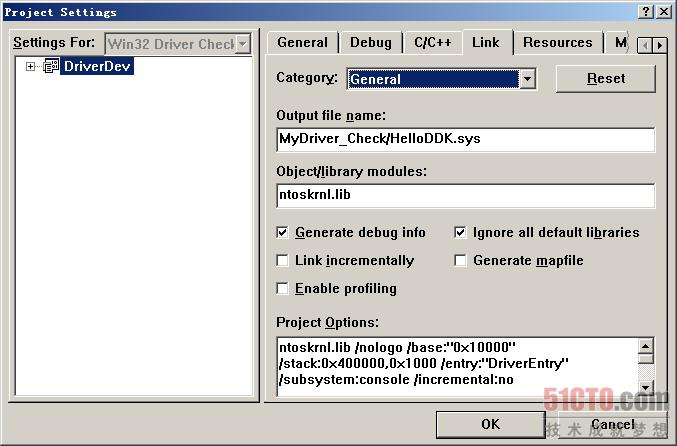 Project Settings
Settings For: Win32 Driver Check
DriverDev
General Debug C/C++ Link Resources M
Category: General Reset
Output file name:
MyDriver_Check/HelloDDK.sys
Object/library modules:
ntoskrnl.lib
Generate debug info Ignore all default libraries
Link incrementally Generate mapfile
Enable profiling
Project Options:
ntoskrnl.lib /nologo /base:"0x10000"
/stack:0x400000,0x1000 /entry:"DriverEntry"
/subsystem:console /incremental:no
51CTO.com
技术成就梦想
OK Cancel